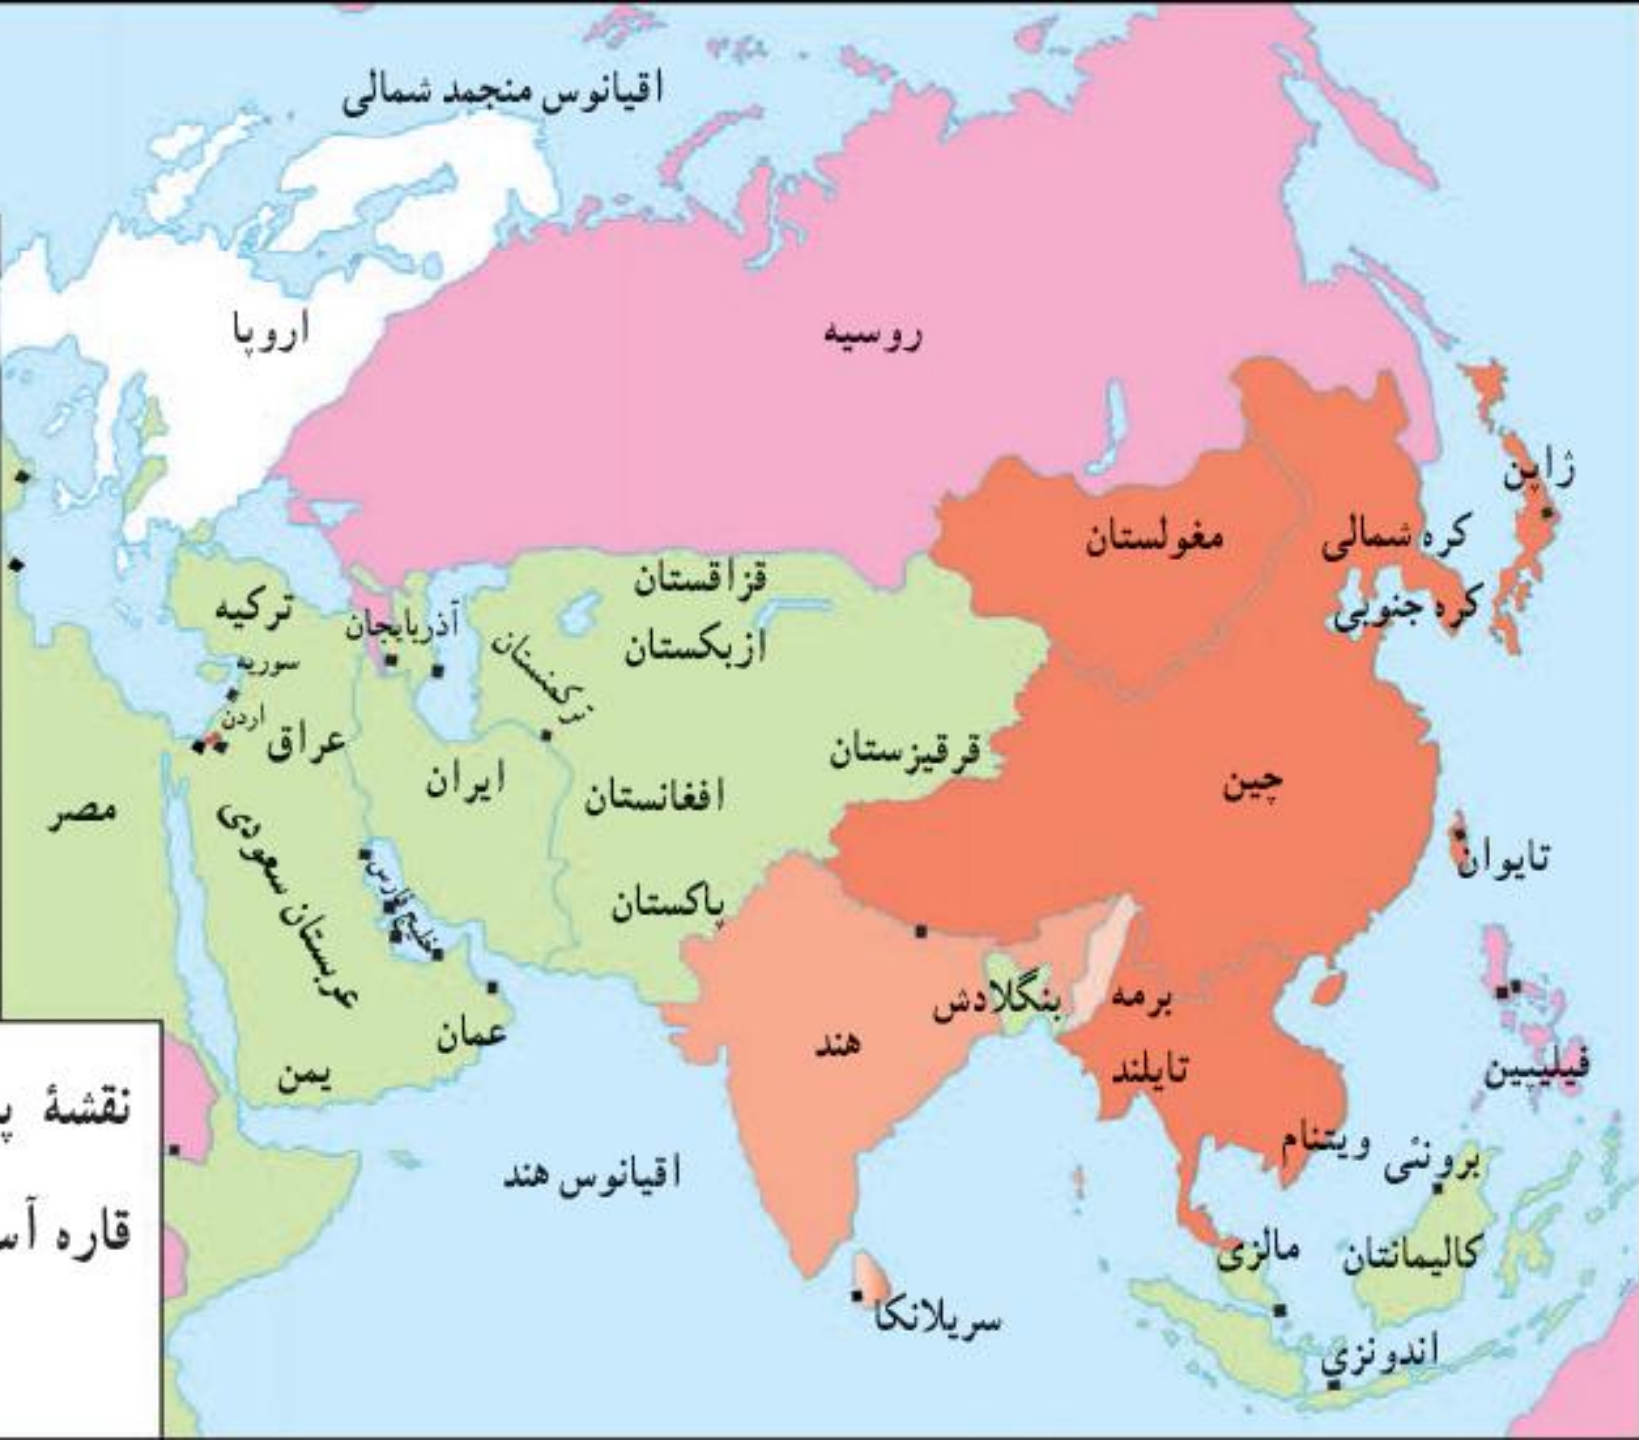 اقیانوس منجمد شمالی
اروپا
روسیه
ژاپن
کره شمالی
مغولستان
کره جنوبی
قزاقستان
ازبکستان
ترکمنستان
آذربایجان
ترکیه
سوریه
اردن
عراق
ایران
افغانستان
قرقیزستان
چین
مصر
عربستان سعودی
خلیج فارس
پاکستان
تایوان
بنگلادش
برمه
هند
تایلند
عمان
یمن
فیلیپین
ویتنام
برونئی
اقیانوس هند
مالزی
کالیمانتان
سریلانکا
اندونزی
نقشهٔ
قاره